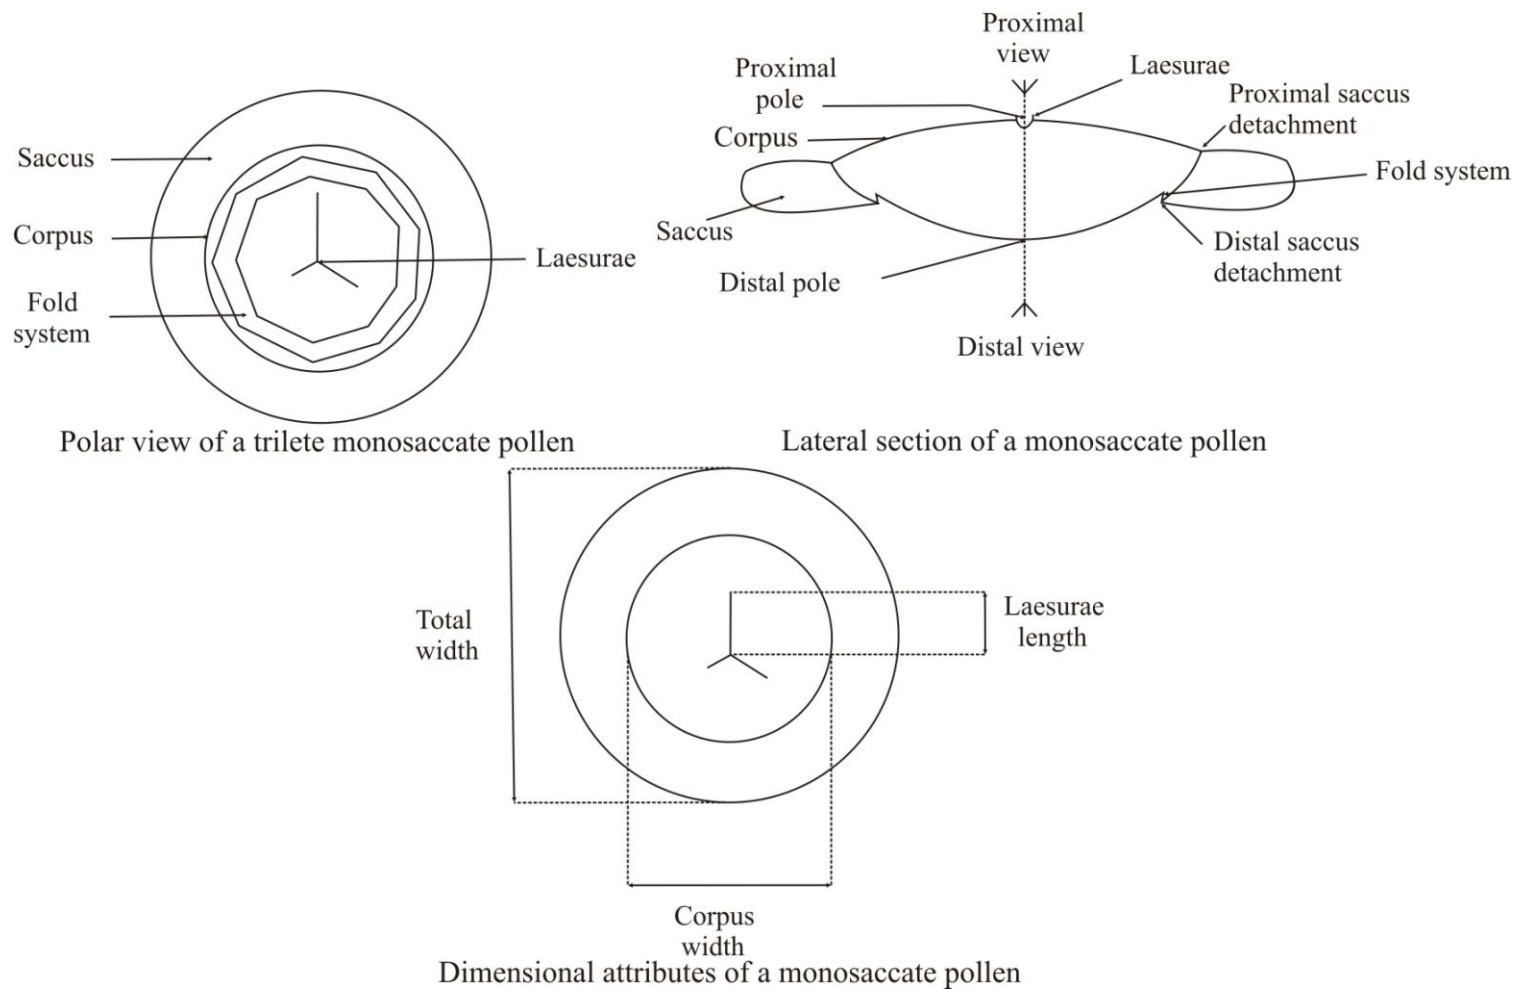 Saccus
Corpus
Fold
system
Laesurae
Polar view of a trilete monosaccate pollen
Proximal
view
Proximal
pole
Laesurae
Proximal saccus
detachment
Corpus
Fold system
Saccus
Distal saccus
detachment
Distal pole
Distal view
Lateral section of a monosaccate pollen
Total
width
Laesurae
length
Corpus
width
Dimensional attributes of a monosaccate pollen